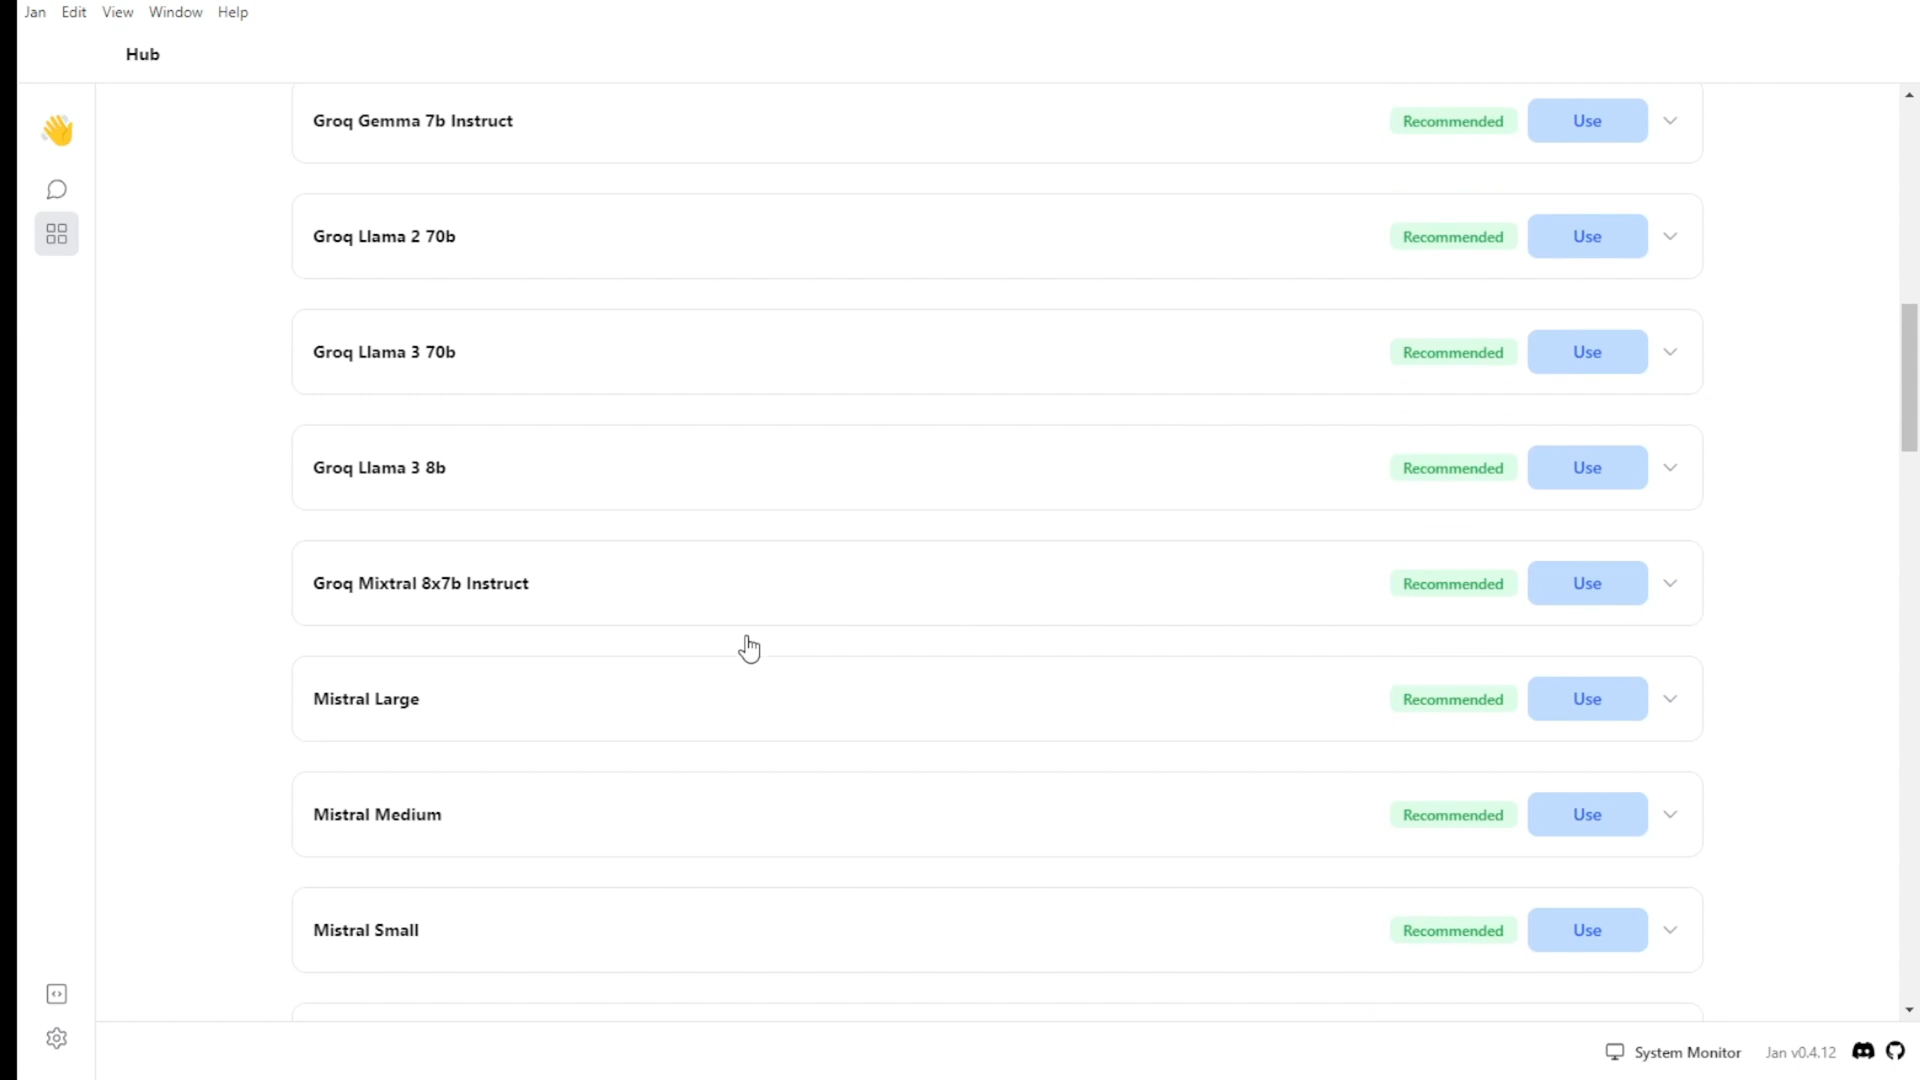 Jan Edit View Window Help
Hub
Groq Gemma 7b Instruct Recommended Use
Groq Llama 2 70b Recommended Use
Groq Llama 3 70b Recommended Use
Groq Llama 3 8b Recommended Use
Groq Mixtral 8x7b Instruct Recommended Use
Mistral Large Recommended Use
Mistral Medium Recommended Use
Mistral Small Recommended Use
System Monitor Jan v0.4.12